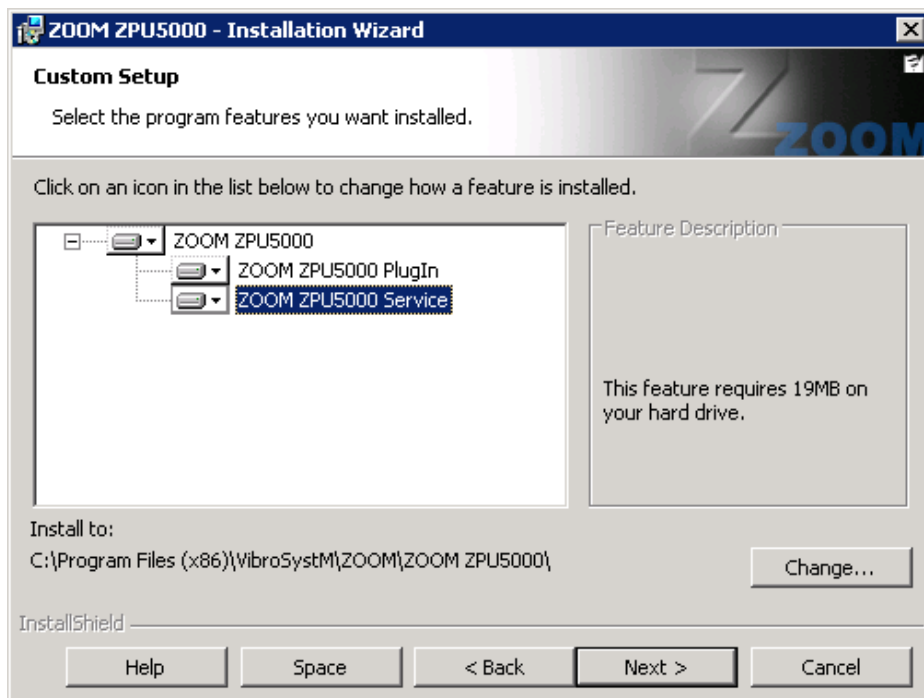 ZOOM ZPU5000 - Installation Wizard
Custom Setup
Select the program features you want installed.
Z
ZOOM
Click on an icon in the list below to change how a feature is installed.
ZOOM ZPU5000
ZOOM ZPU5000 PlugIn
ZOOM ZPU5000 Service
Feature Description
This feature requires 19MB on
your hard drive.
Install to:
C:\Program Files (x86)\VibroSystM\ZOOM\ZOOM ZPU5000\
Change...
InstallShield
Help
Space
< Back
Next >
Cancel